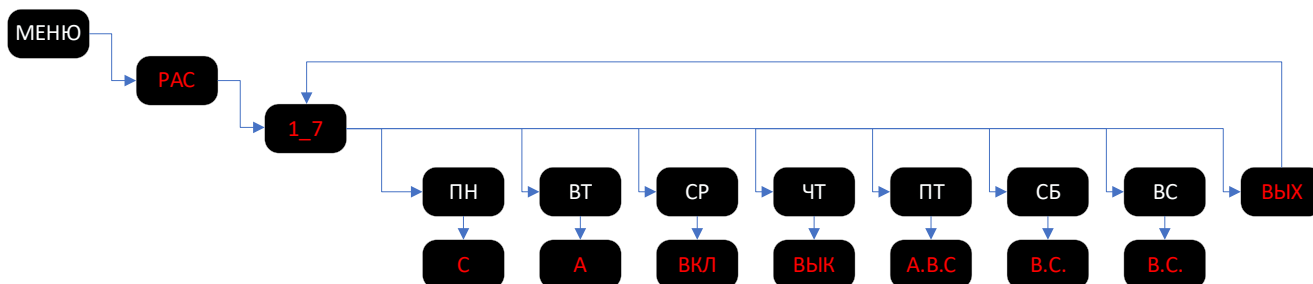 МЕНЮ
РАС
1_7
ПН ВТ СР ЧТ ПТ СБ ВС ВЫХ
С А ВКЛ ВЫК А.В.С В.С. В.С.